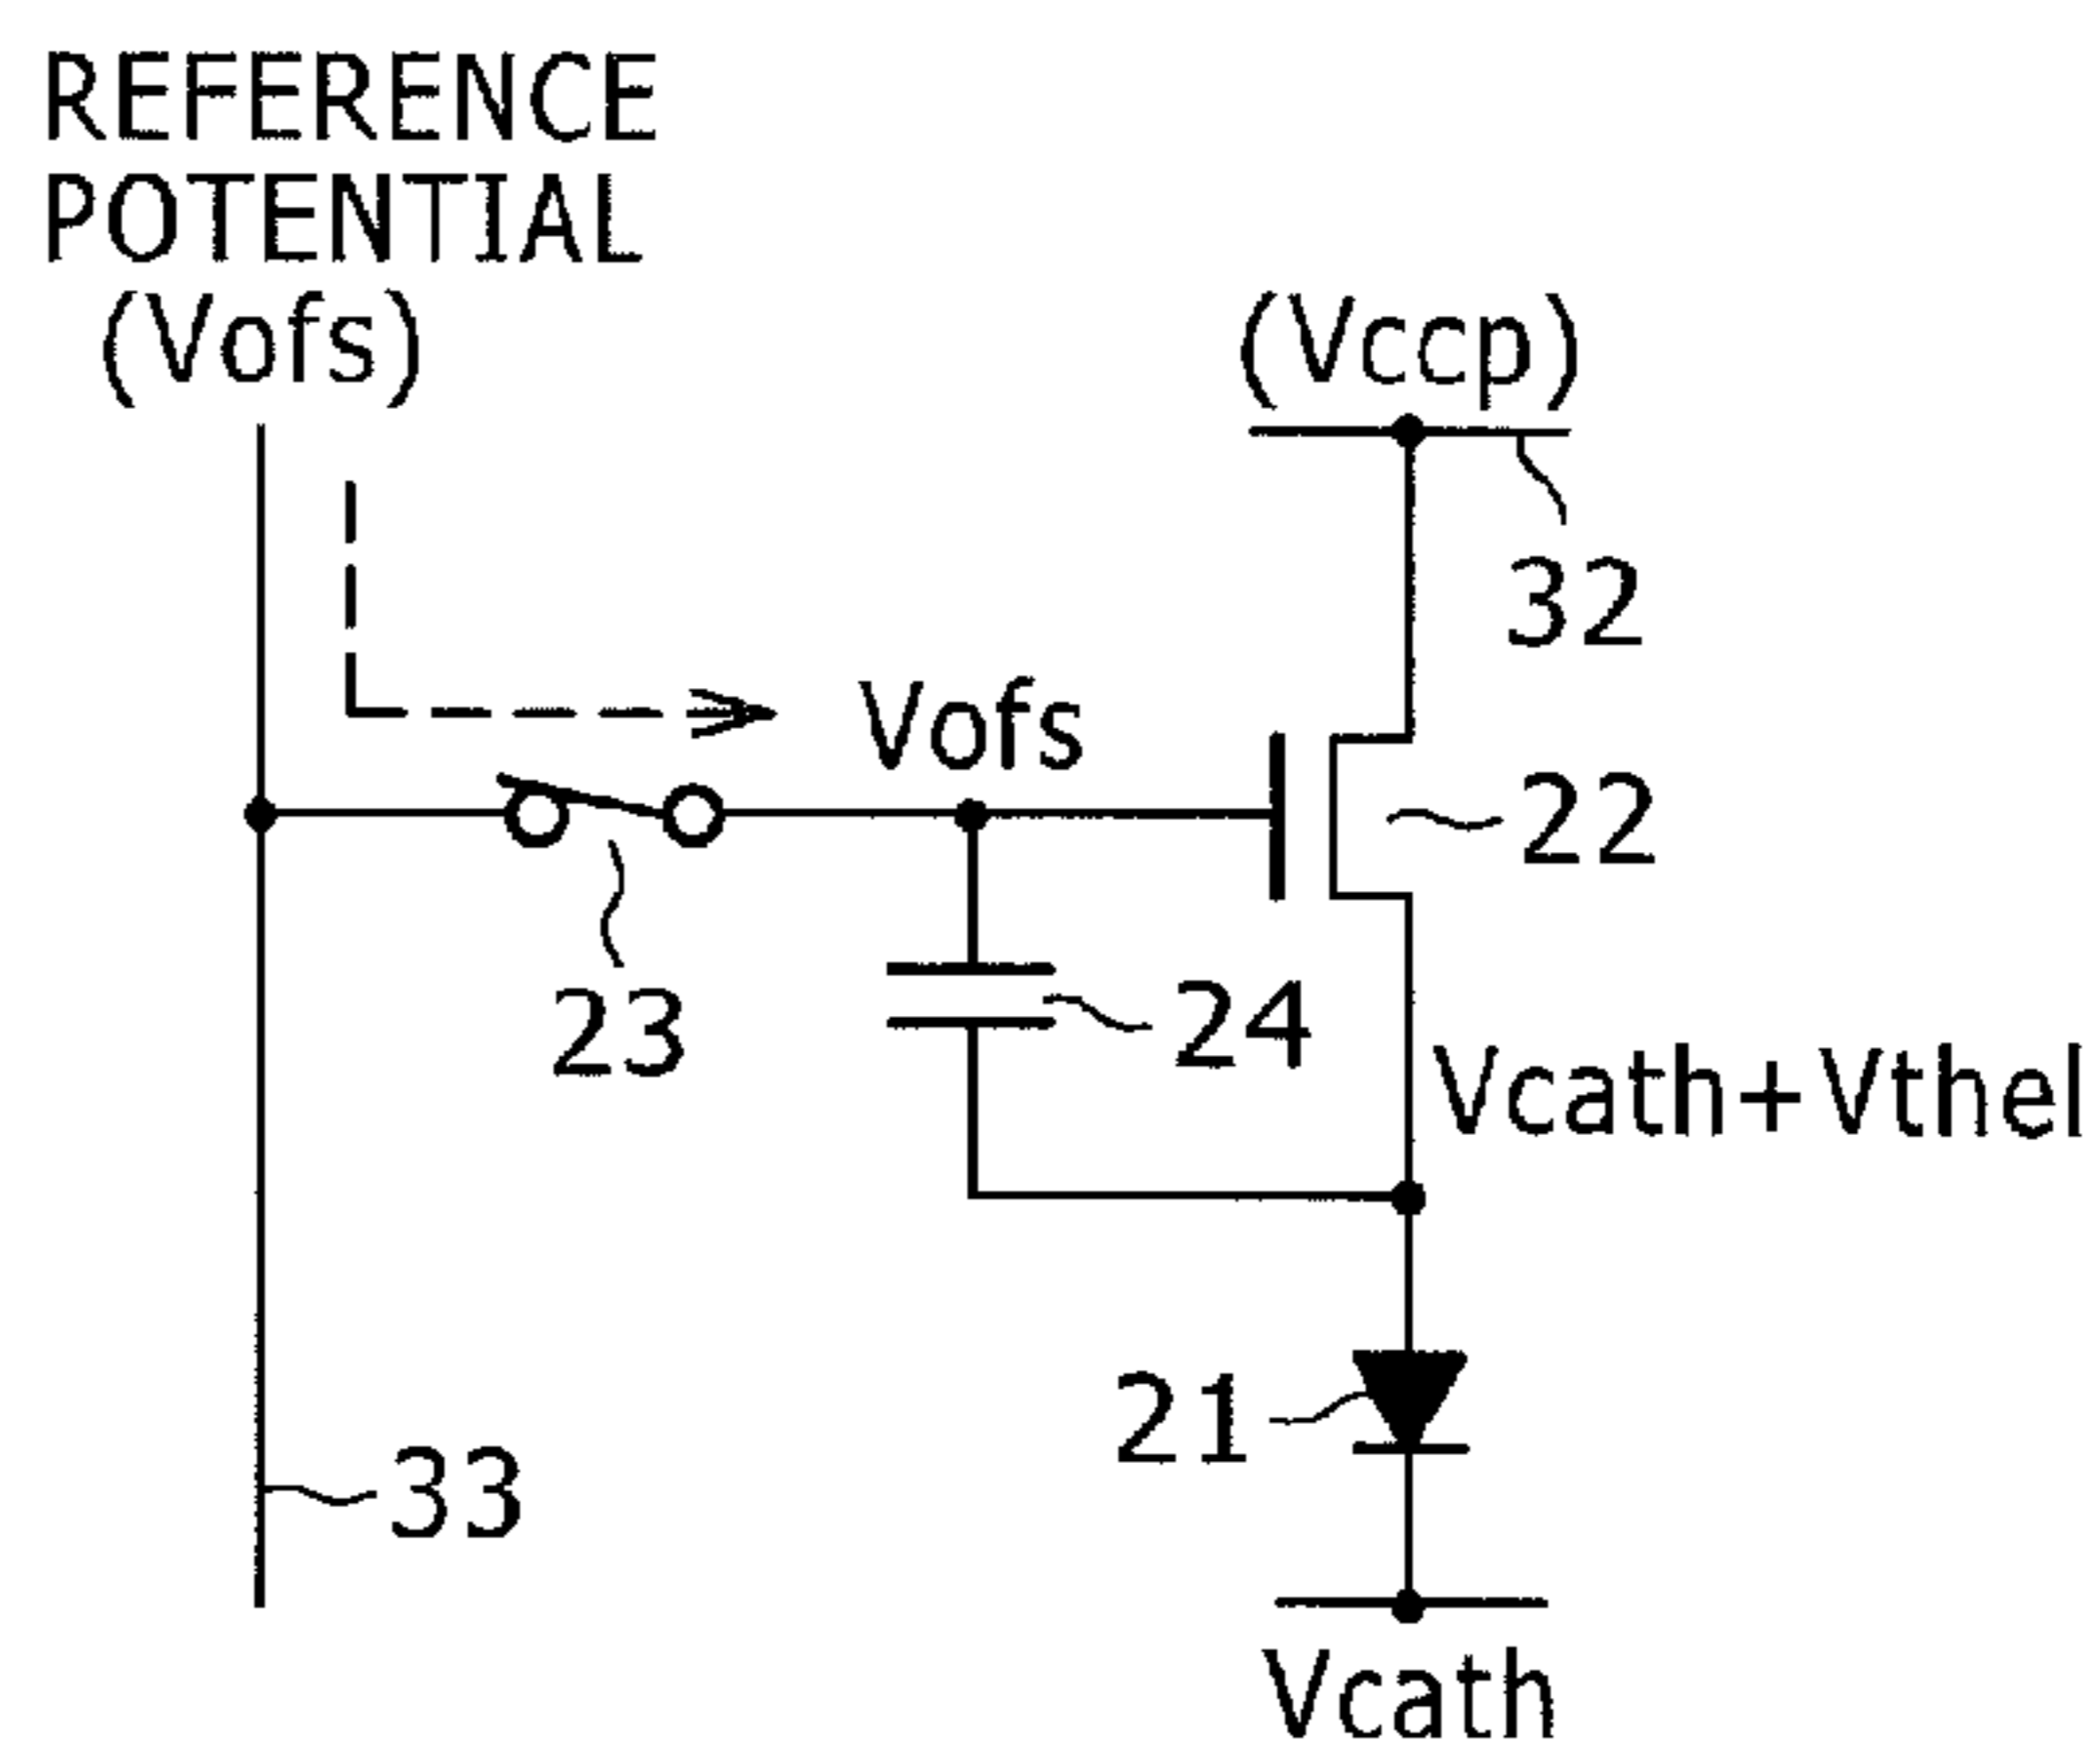 REFERENCE
POTENTIAL
(Vofs)
(Vccp)
32
Vofs
22
23
24
Vcath+Vthel
21
33
Vcath